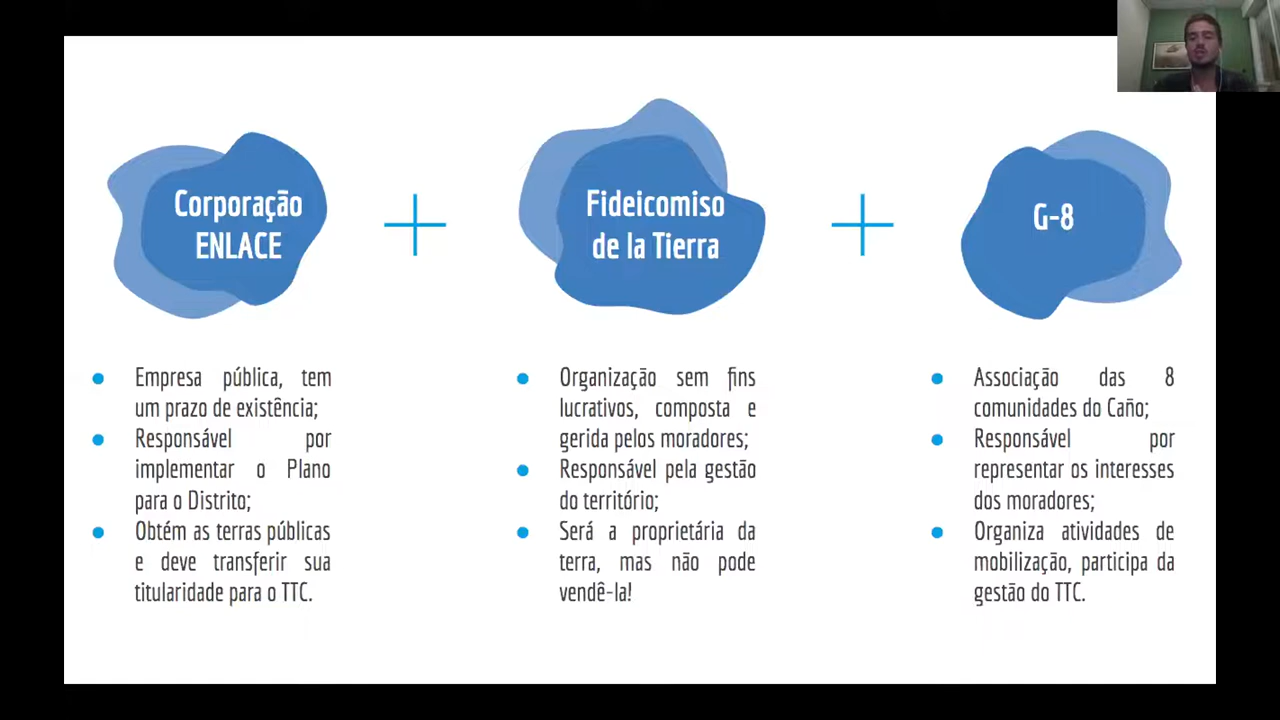 Corporação
ENLACE
Fideicomiso
de la Tierra
G-8
Empresa pública, tem
um prazo de existência;
Responsável por
implementar o Plano
para o Distrito;
Obtém as terras públicas
e deve transferir sua
titularidade para o TTC.
Organização sem fins
lucrativos, composta e
gerida pelos moradores;
Responsável pela gestão
do território;
Será a proprietária da
terra, mas não pode
vendê-la!
Associação das 8
comunidades do Caño;
Responsável por
representar os interesses
dos moradores;
Organiza atividades de
mobilização, participa da
gestão do TTC.